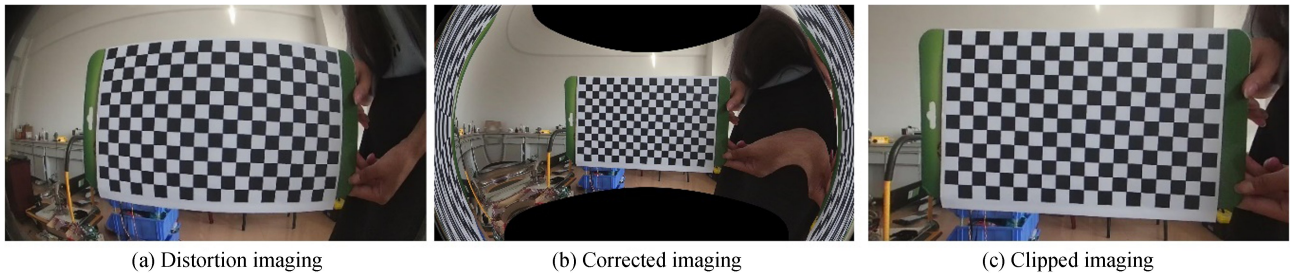 (a) Distortion imaging
(b) Corrected imaging
(c) Clipped imaging